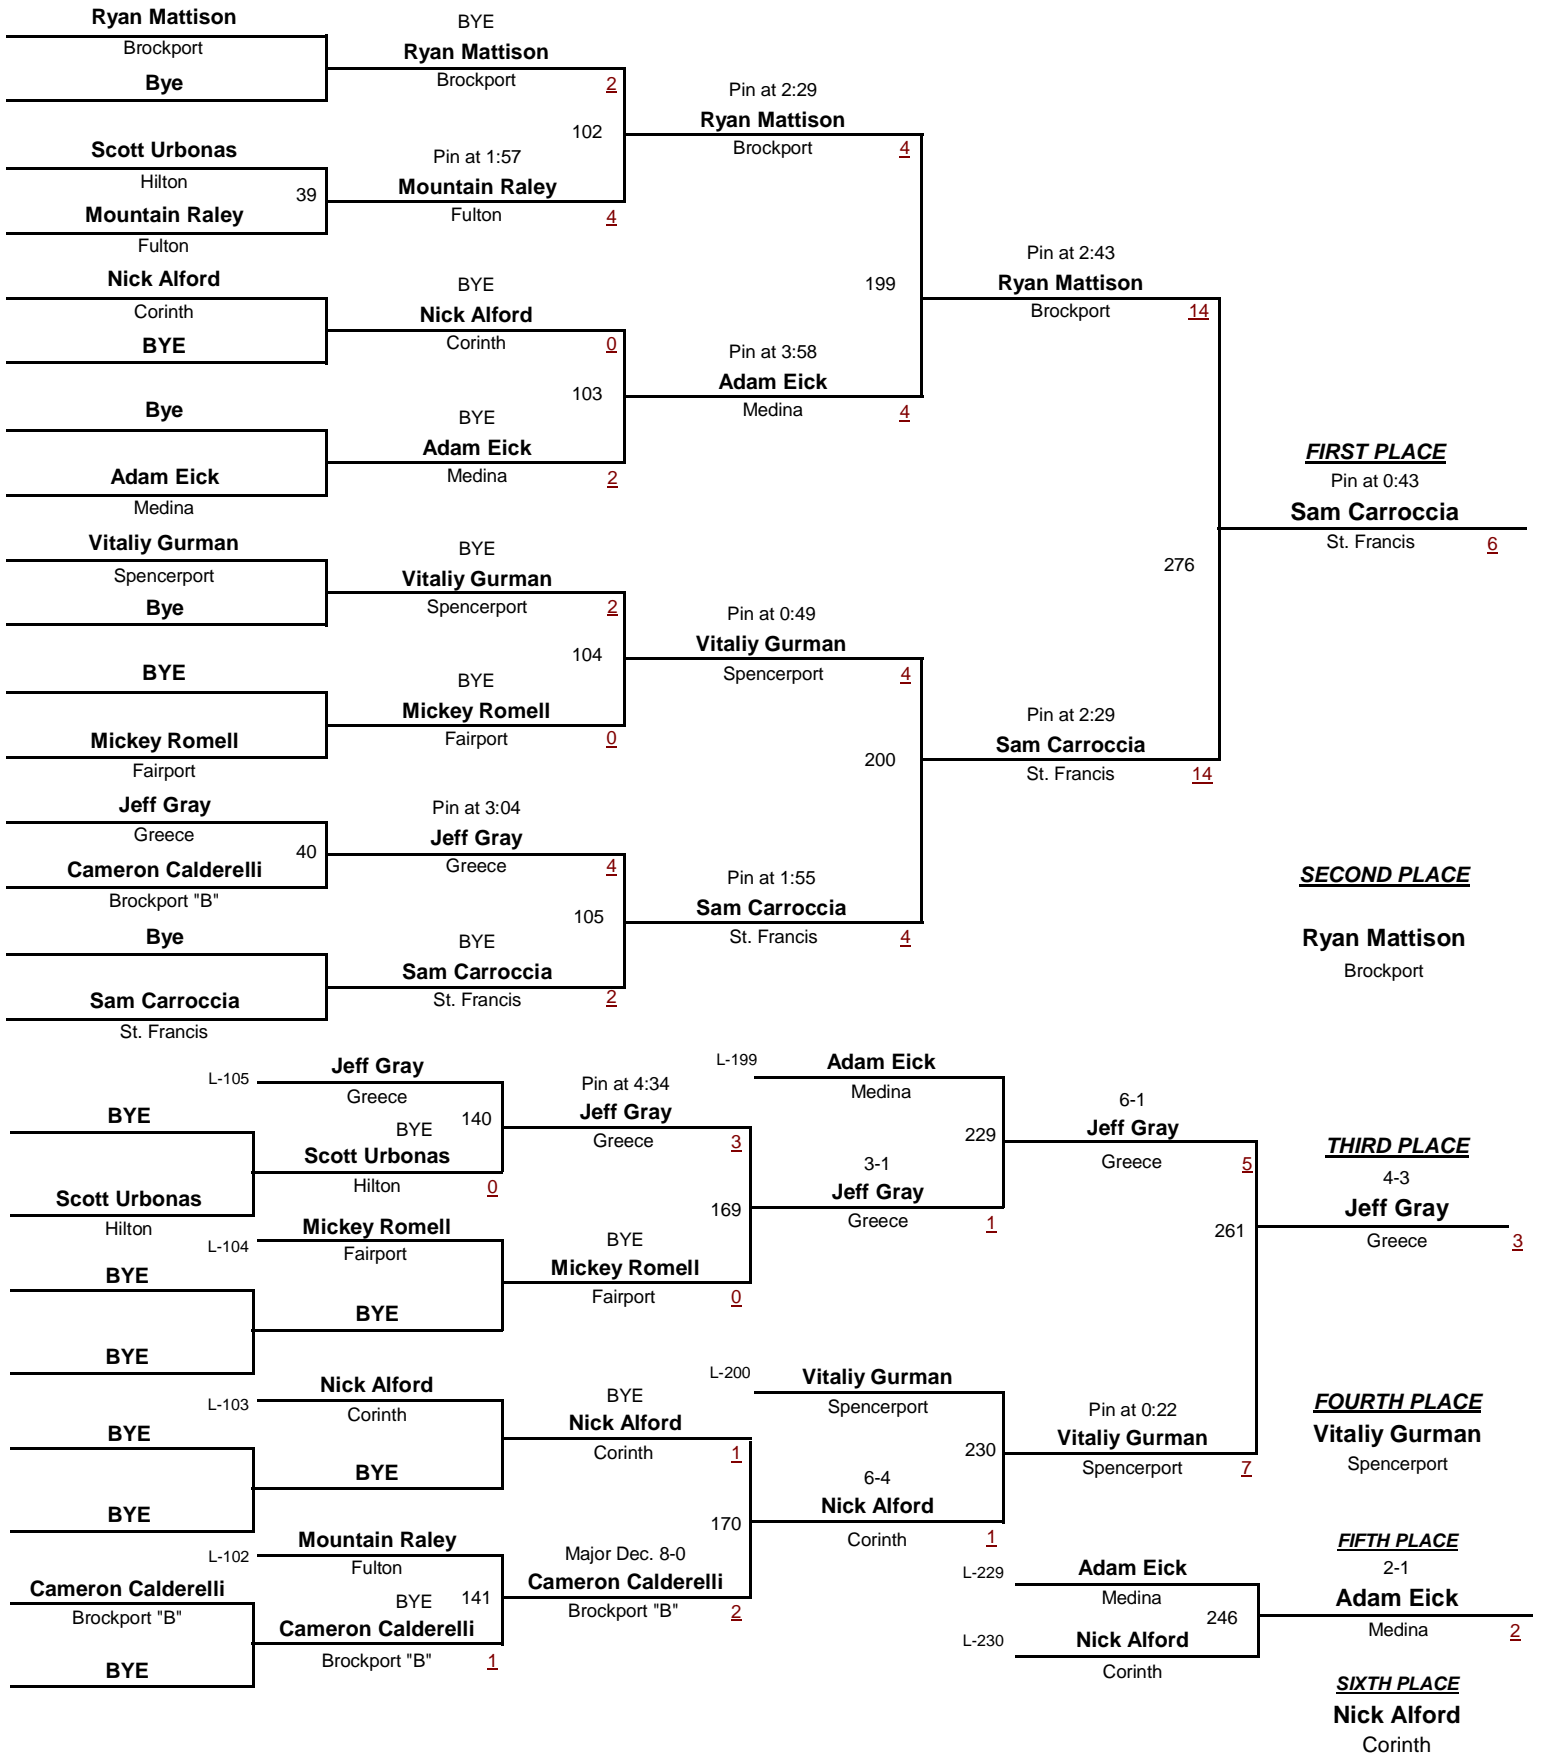 Ryan Mattison
Brockport
Bye
Scott Urbonas
Hilton
39
Mountain Raley
Fulton
Nick Alford
Corinth
BYE
Bye
Adam Eick
Medina
Vitaliy Gurman
Spencerport
Bye
BYE
Mickey Romell
Fairport
Jeff Gray
Greece
40
Cameron Calderelli
Brockport "B"
Bye
Sam Carroccia
St. Francis
BYE
Ryan Mattison
Brockport 2
102
Pin at 1:57
Mountain Raley
Fulton 4
BYE
Nick Alford
Corinth 0
103
BYE
Adam Eick
Medina 2
BYE
Vitaliy Gurman
Spencerport 2
104
BYE
Mickey Romell
Fairport 0
Pin at 3:04
Jeff Gray
Greece 4
105
BYE
Sam Carroccia
St. Francis 2
Pin at 2:29
Ryan Mattison
Brockport 4
199
Pin at 3:58
Adam Eick
Medina 4
Pin at 0:49
Vitaliy Gurman
Spencerport 4
200
Pin at 1:55
Sam Carroccia
St. Francis 4
Pin at 2:43
Ryan Mattison
Brockport 14
276
Pin at 2:29
Sam Carroccia
St. Francis 14
FIRST PLACE
Pin at 0:43
Sam Carroccia
St. Francis 6
SECOND PLACE
Ryan Mattison
Brockport
BYE
Scott Urbonas
Hilton
BYE
BYE
BYE
BYE
Cameron Calderelli
Brockport "B"
BYE
L-105 Jeff Gray
Greece
140
BYE
Scott Urbonas
Hilton 0
L-104 Mickey Romell
Fairport
BYE
L-103 Nick Alford
Corinth
BYE
L-102 Mountain Raley
Fulton
BYE 141
Cameron Calderelli
Brockport "B" 1
Pin at 4:34
Jeff Gray
Greece 3
169
BYE
Mickey Romell
Fairport 0
BYE
Nick Alford
Corinth 1
170
Major Dec. 8-0
Cameron Calderelli
Brockport "B" 2
L-199 Adam Eick
Medina
229
3-1
Jeff Gray
Greece 1
L-200 Vitaliy Gurman
Spencerport
230
6-4
Nick Alford
Corinth 1
6-1
Jeff Gray
Greece 5
261
Pin at 0:22
Vitaliy Gurman
Spencerport 7
THIRD PLACE
4-3
Jeff Gray
Greece 3
FOURTH PLACE
Vitaliy Gurman
Spencerport
L-229 Adam Eick
Medina
246
L-230 Nick Alford
Corinth
FIFTH PLACE
2-1
Adam Eick
Medina 2
SIXTH PLACE
Nick Alford
Corinth